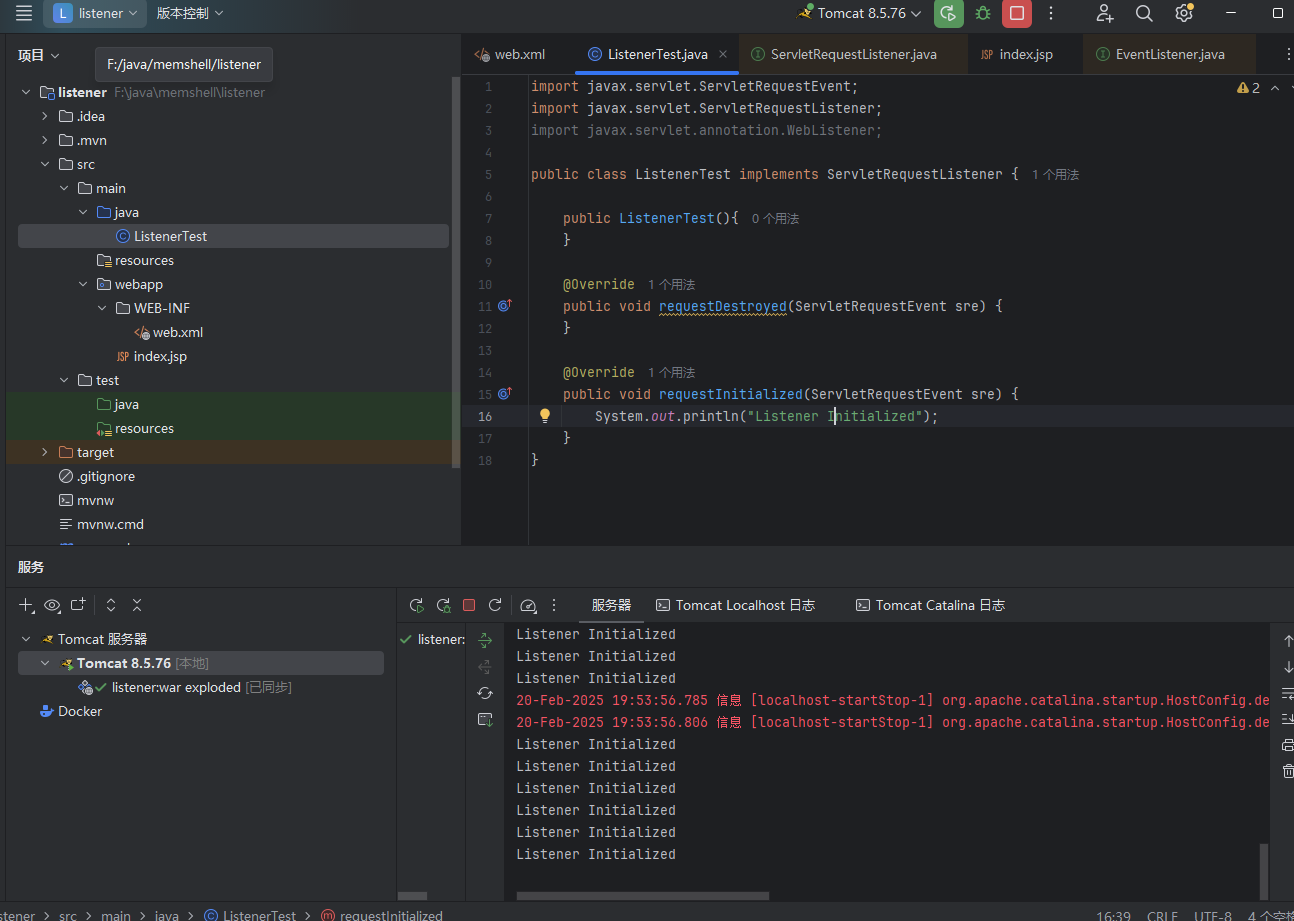 L listener 版本控制 Tomcat 8.5.76
项目
F:/java/memshell/listener
listener F:\java\memshell\listener
.idea
.mvn
src
main
java
ListenerTest
resources
webapp
WEB-INF
web.xml
JSP index.jsp
test
java
resources
target
.gitignore
mvnw
mvnw.cmd
web.xml ListenerTest.java ServletRequestListener.java JSP index.jsp EventListener.java
2
1 import javax.servlet.ServletRequestEvent;
2 import javax.servlet.ServletRequestListener;
3 import javax.servlet.annotation.WebListener;
4
5 public class ListenerTest implements ServletRequestListener { 1 个用法
6
7 public ListenerTest(){ 0 个用法
8 }
9
10 @Override 1 个用法
11 public void requestDestroyed(ServletRequestEvent sre) {
12 }
13
14 @Override 1 个用法
15 public void requestInitialized(ServletRequestEvent sre) {
16 System.out.println("Listener Initialized");
17 }
18 }
服务
服务器 Tomcat Localhost 日志 Tomcat Catalina 日志
Tomcat 服务器
Tomcat 8.5.76 [本地]
listener:war exploded [已同步]
Docker
listener:
Listener Initialized
Listener Initialized
Listener Initialized
20-Feb-2025 19:53:56.785 信息 [localhost-startStop-1] org.apache.catalina.startup.HostConfig.de
20-Feb-2025 19:53:56.806 信息 [localhost-startStop-1] org.apache.catalina.startup.HostConfig.de
Listener Initialized
Listener Initialized
Listener Initialized
Listener Initialized
Listener Initialized
Listener Initialized
stener > src > main > java > ListenerTest > requestInitialized 16:39 CRLF UTF-8 4 个空格